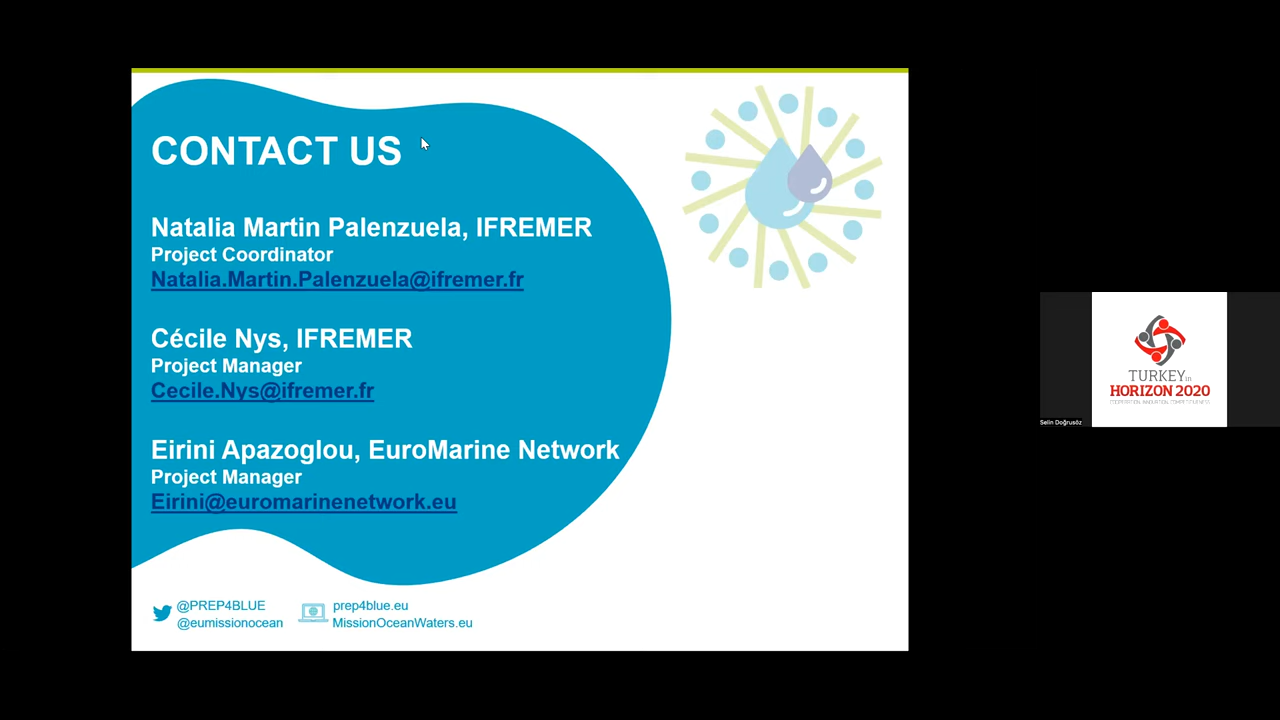 CONTACT US
Natalia Martin Palenzuela, IFREMER
Project Coordinator
Natalia.Martin.Palenzuela@ifremer.fr
Cécile Nys, IFREMER
Project Manager
Cecile.Nys@ifremer.fr
Eirini Apazoglou, EuroMarine Network
Project Manager
Eirini@euromarinenetwork.eu
@PREP4BLUE
@eumissionocean
prep4blue.eu
MissionOceanWaters.eu
TURKEY in
HORIZON 2020
Selin Doğrusöz